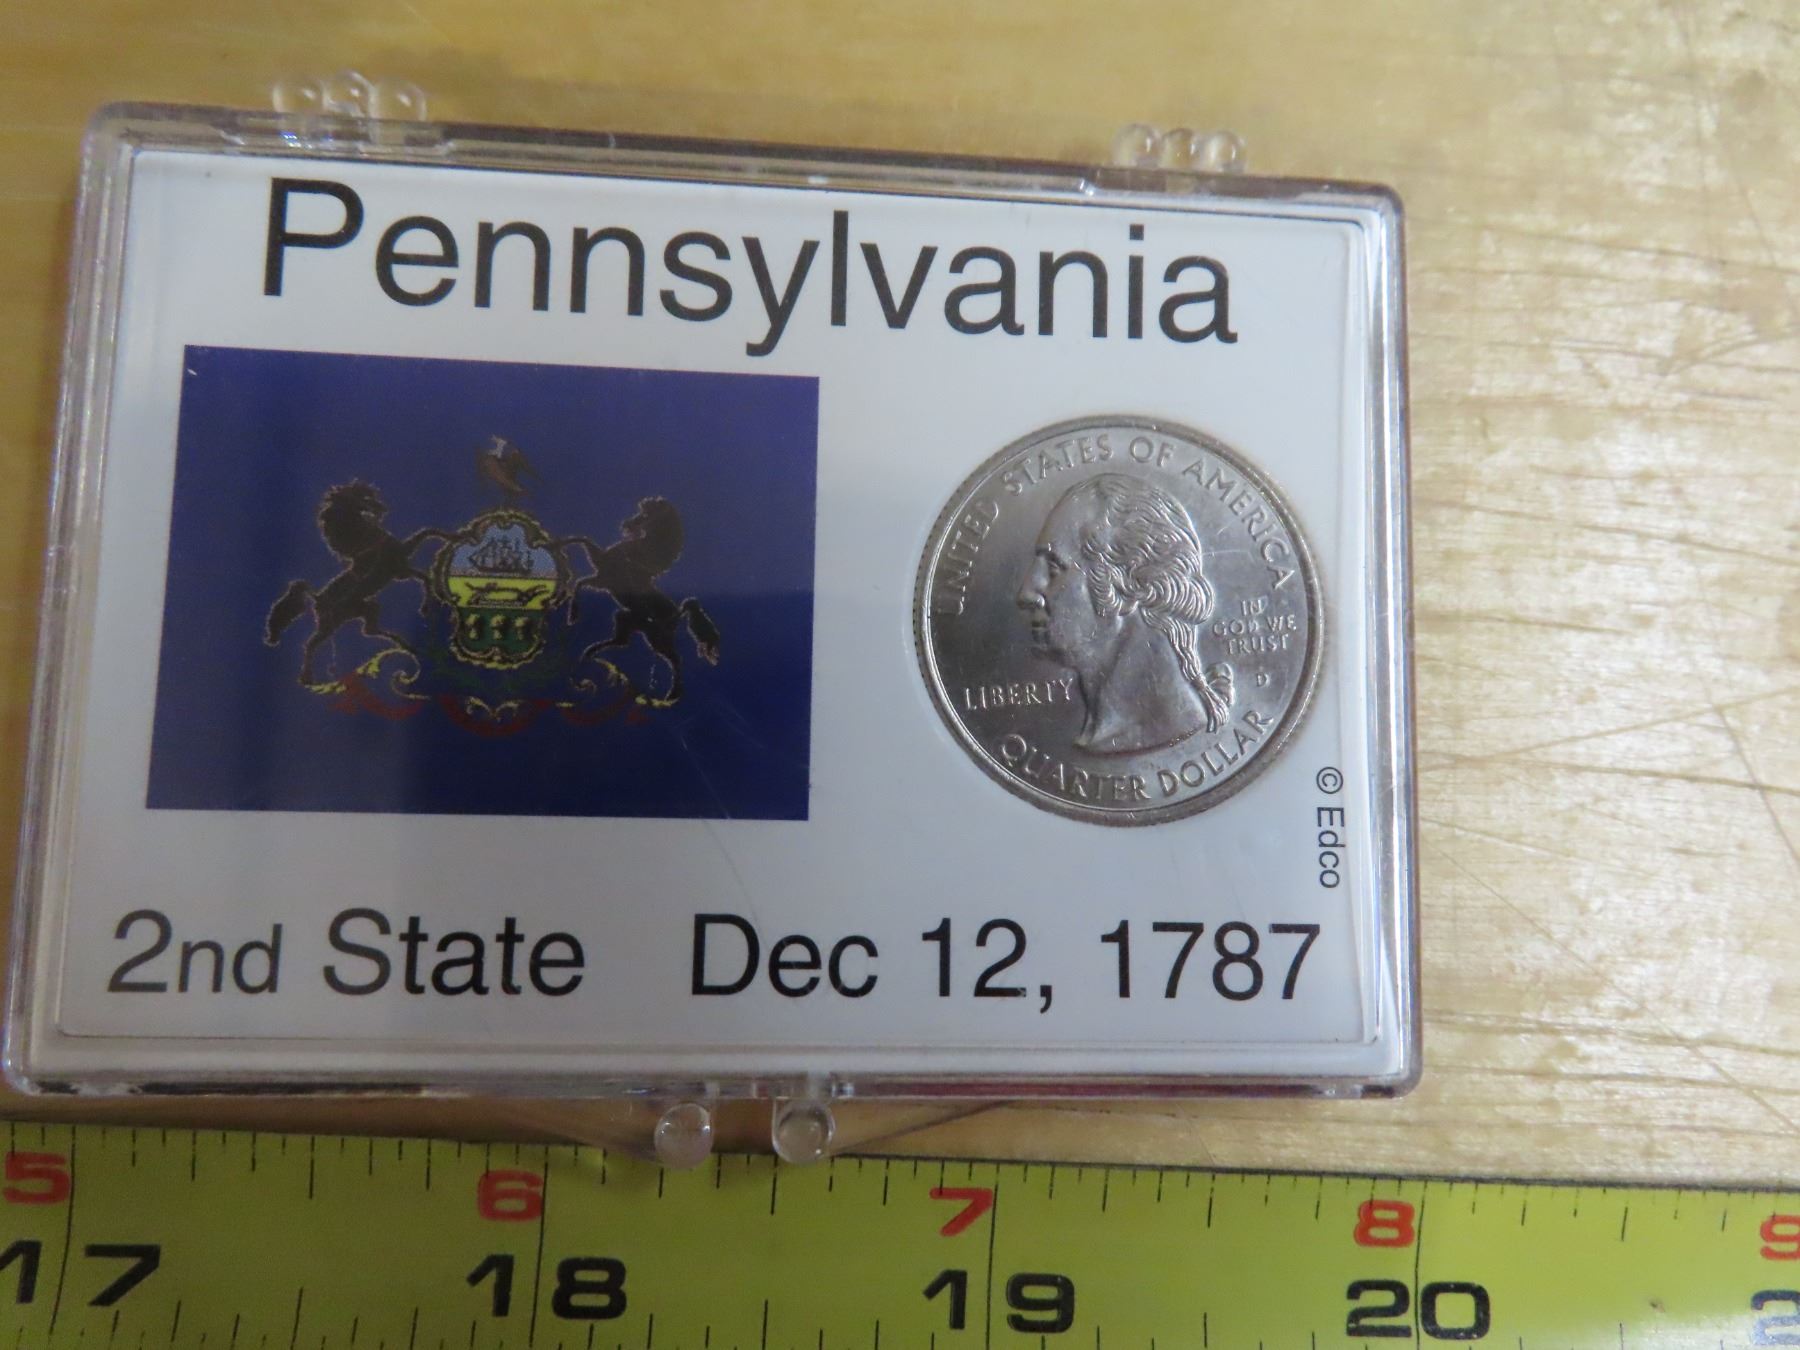 Pennsylvania
UNITED STATES OF AMERICA
IN
GOD WE
TRUST
LIBERTY
D
QUARTER DOLLAR
© Edco
2nd State Dec 12, 1787
5 6 7 8 9
17 18 19 20